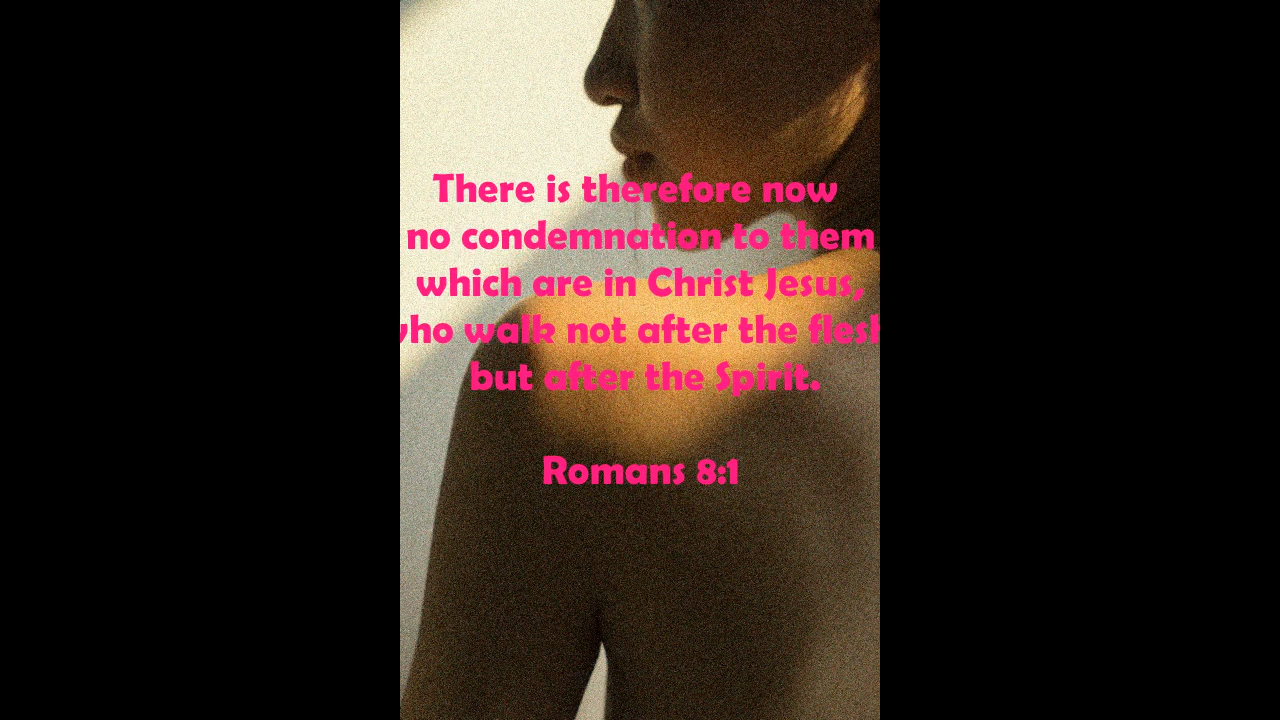 There is therefore now
no condemnation to them
which are in Christ Jesus,
who walk not after the flesh
but after the Spirit.
Romans 8:1